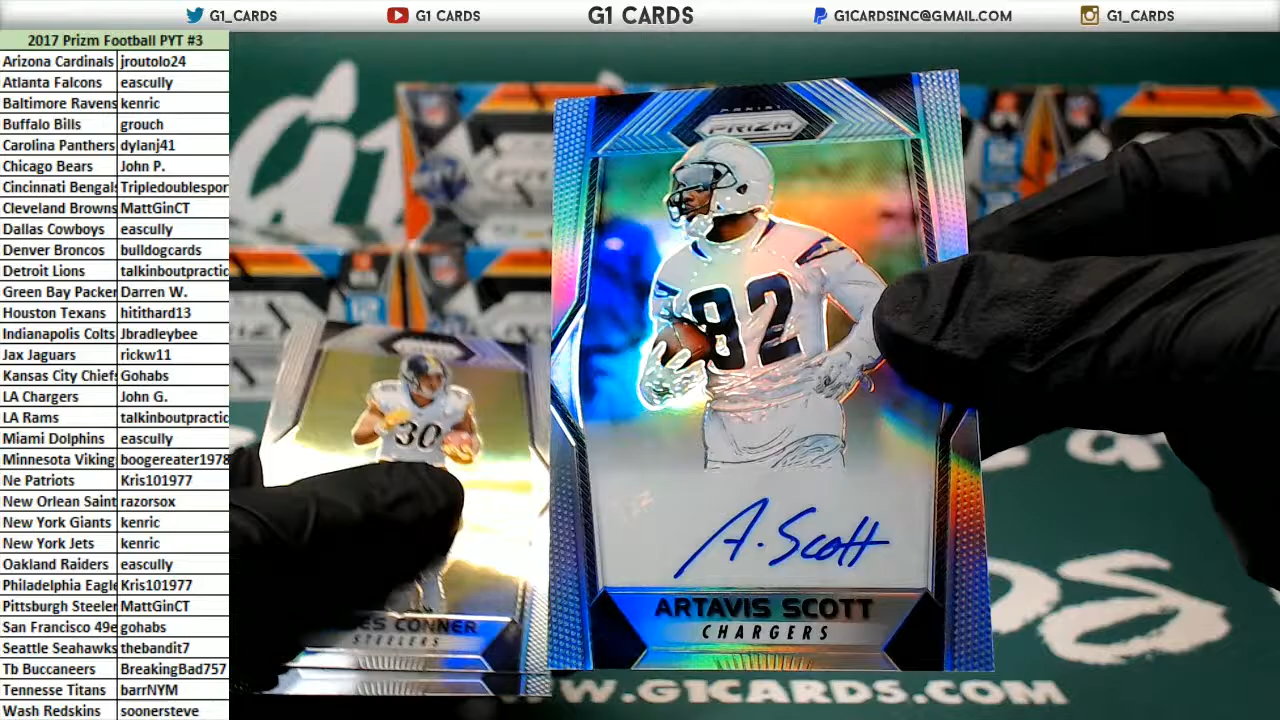 G1_CARDS
G1 CARDS
G1 CARDS
G1CARDSINC@GMAIL.COM
G1_CARDS
2017 Prizm Football PYT #3
Arizona Cardinals jroutolo24
Atlanta Falcons eascully
Baltimore Ravens kenric
Buffalo Bills grouch
Carolina Panthers dylanj41
Chicago Bears John P.
Cincinnati Bengals Tripledoublespor
Cleveland Browns MattGinCT
Dallas Cowboys eascully
Denver Broncos bulldogcards
Detroit Lions talkinboutpractic
Green Bay Packer Darren W.
Houston Texans hitithard13
Indianapolis Colts Jbradleybee
Jax Jaguars rickw11
Kansas City Chiefs Gohabs
LA Chargers John G.
LA Rams talkinboutpractic
Miami Dolphins eascully
Minnesota Viking boogereater1978
Ne Patriots Kris101977
New Orlean Saint razorsox
New York Giants kenric
New York Jets kenric
Oakland Raiders eascully
Philadelphia Eagle Kris101977
Pittsburgh Steeler MattGinCT
San Francisco 49e gohabs
Seattle Seahawks thebandit7
Tb Buccaneers BreakingBad757
Tennesse Titans barrNYM
Wash Redskins soonersteve
PANINI
PRIZM
82
A. Scott
ARTAVIS SCOTT
CHARGERS
30
ES CONNER
STEELERS
WWW.G1CARDS.COM